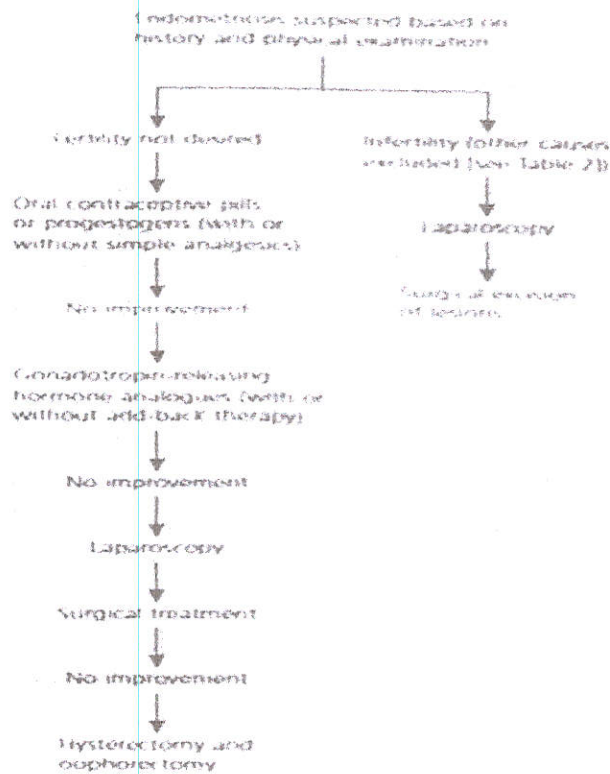 Endometriosis suspected based on
history and physical examination
Fertility not desired
Oral contraceptive pills
or progestogens (with or
without simple analgesics)
No improvement
Gonadotropin-releasing
hormone analogues (with or
without add-back therapy)
No improvement
Laparoscopy
Surgical treatment
No improvement
Hysterectomy and
oophorectomy
Infertility (other causes
excluded [see Table 2])
Laparoscopy
Surgical excision
of lesions